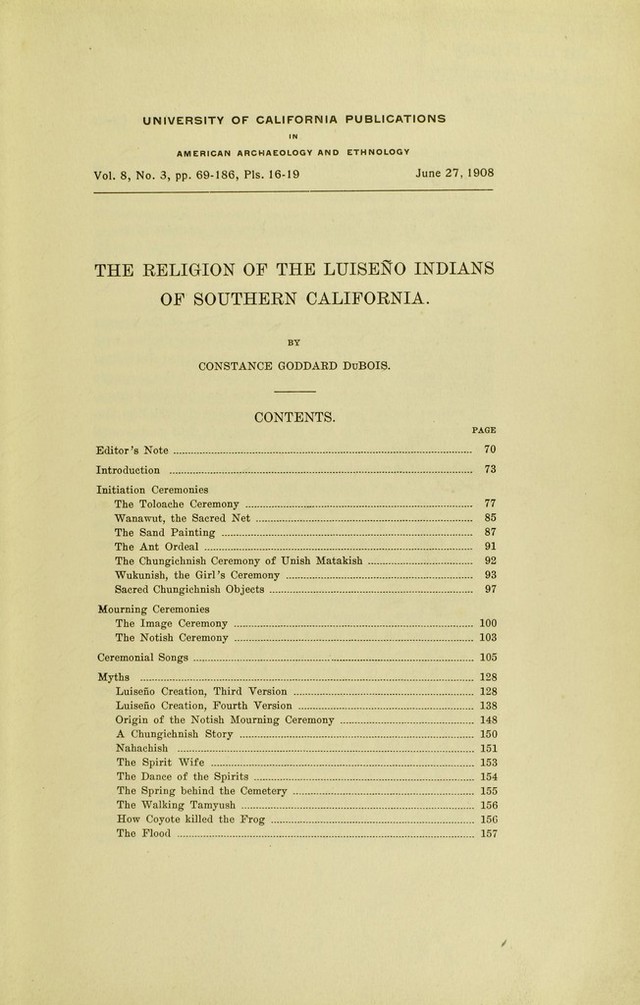 UNIVERSITY OF CALIFORNIA PUBLICATIONS
IN
AMERICAN ARCHAEOLOGY AND ETHNOLOGY
Vol. 8, No. 3, pp. 69-186, Pls. 16-19 June 27, 1908
THE RELIGION OF THE LUISEÑO INDIANS
OF SOUTHERN CALIFORNIA.
BY
CONSTANCE GODDARD DuBOIS.
CONTENTS.
PAGE
Editor's Note ........ 70
Introduction ........ 73
Initiation Ceremonies
The Toloache Ceremony ........ 77
Wanawut, the Sacred Net ........ 85
The Sand Painting ........ 87
The Ant Ordeal ........ 91
The Chungichnish Ceremony of Unish Matakish ........ 92
Wukunish, the Girl's Ceremony ........ 93
Sacred Chungichnish Objects ........ 97
Mourning Ceremonies
The Image Ceremony ........ 100
The Notish Ceremony ........ 103
Ceremonial Songs ........ 105
Myths ........ 128
Luiseño Creation, Third Version ........ 128
Luiseño Creation, Fourth Version ........ 138
Origin of the Notish Mourning Ceremony ........ 148
A Chungichnish Story ........ 150
Nahachish ........ 151
The Spirit Wife ........ 153
The Dance of the Spirits ........ 154
The Spring behind the Cemetery ........ 155
The Walking Tamyush ........ 156
How Coyote killed the Frog ........ 156
The Flood ........ 157